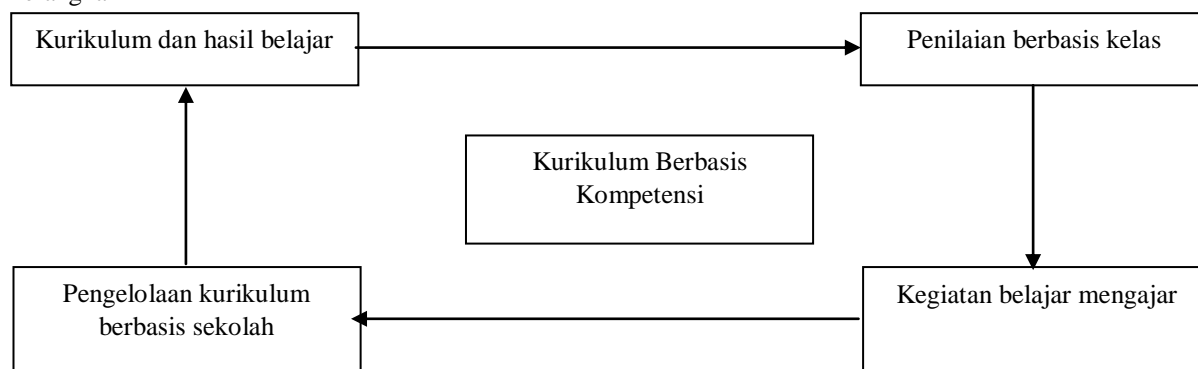 Kurikulum dan hasil belajar
Penilaian berbasis kelas
Kurikulum Berbasis
Kompetensi
Pengelolaan kurikulum
berbasis sekolah
Kegiatan belajar mengajar